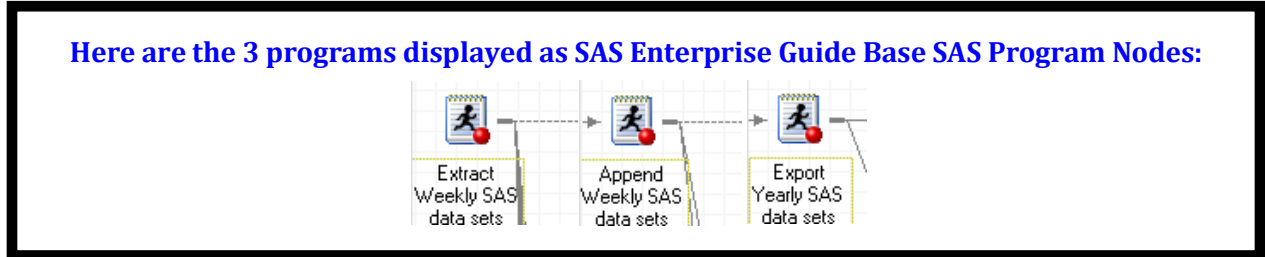 Here are the 3 programs displayed as SAS Enterprise Guide Base SAS Program Nodes:
Extract
Weekly SAS
data sets
Append
Weekly SAS
data sets
Export
Yearly SAS
data sets